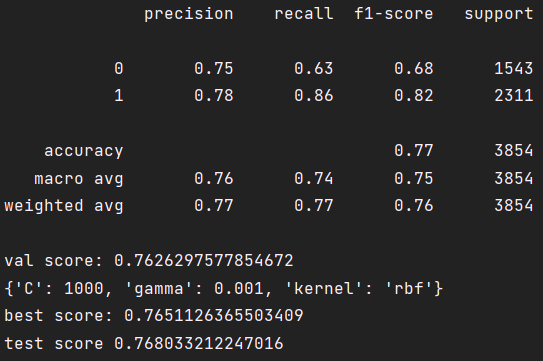 precision recall f1-score support
0 0.75 0.63 0.68 1543
1 0.78 0.86 0.82 2311
accuracy 0.77 3854
macro avg 0.76 0.74 0.75 3854
weighted avg 0.77 0.77 0.76 3854
val score: 0.7626297577854672
{'C': 1000, 'gamma': 0.001, 'kernel': 'rbf'}
best score: 0.7651126365503409
test score 0.768033212247016